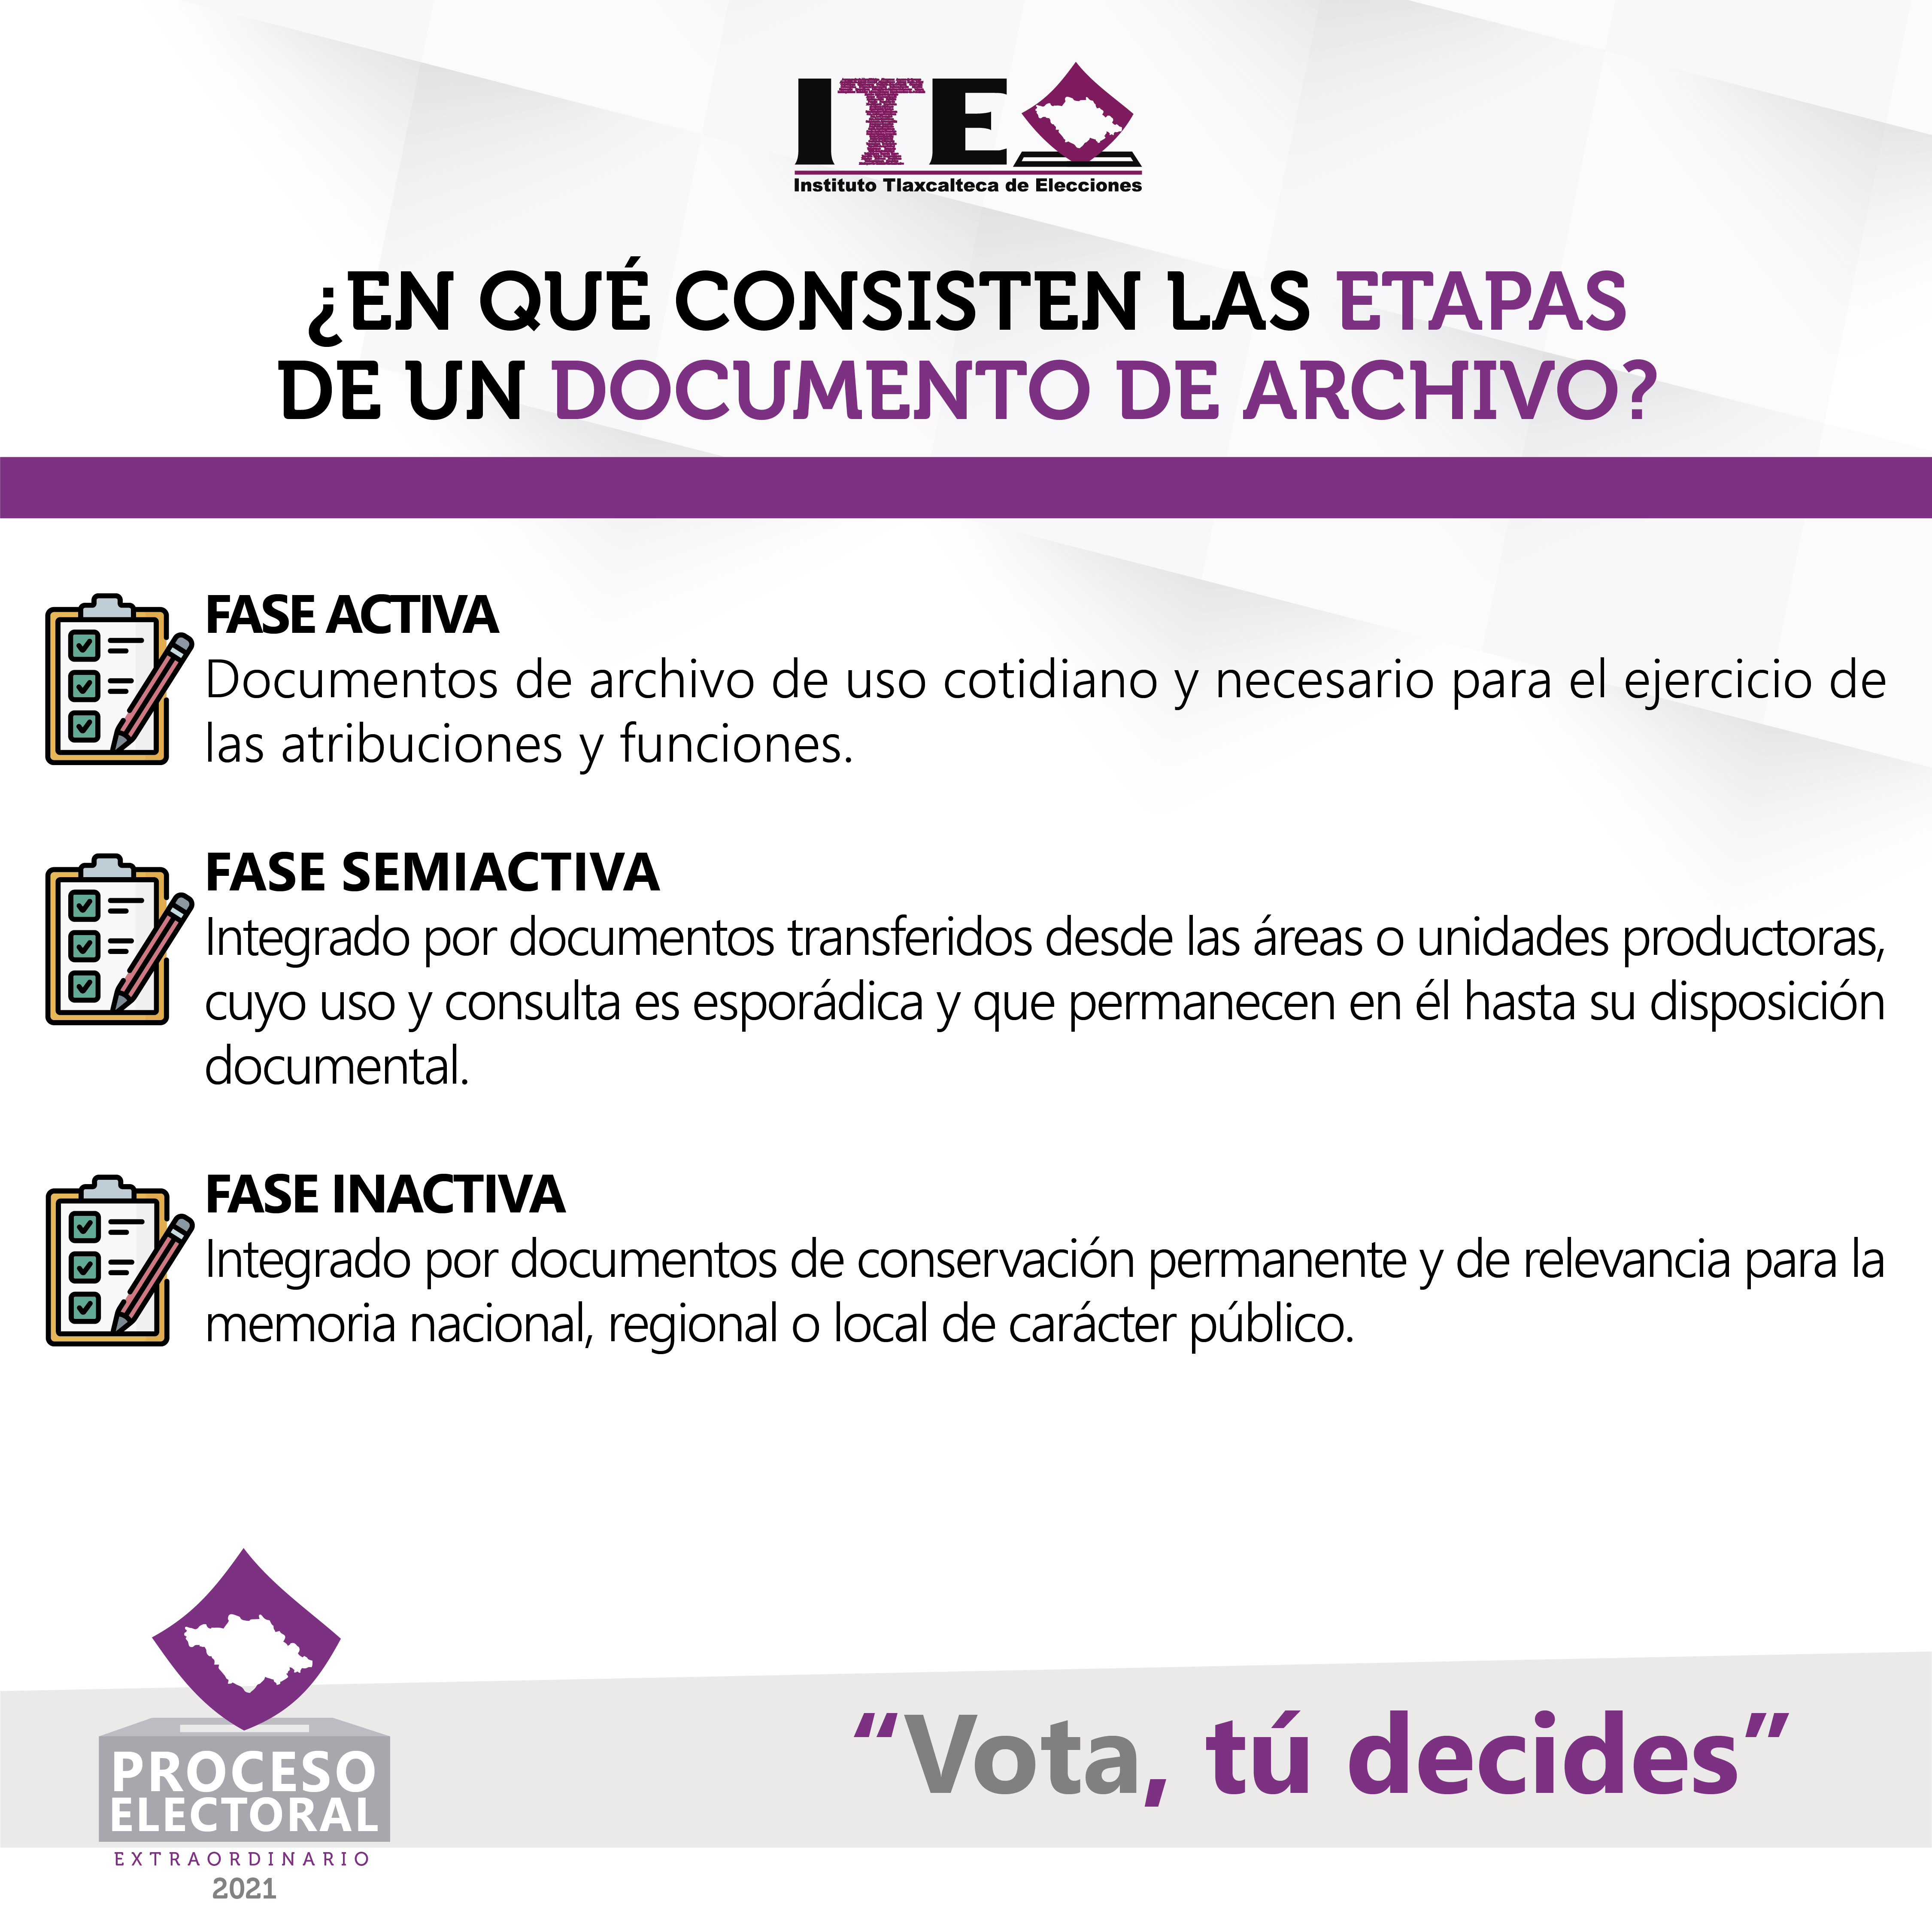 ITE
Instituto Tlaxcalteca de Elecciones
¿EN QUÉ CONSISTEN LAS ETAPAS
DE UN DOCUMENTO DE ARCHIVO?
FASE ACTIVA
Documentos de archivo de uso cotidiano y necesario para el ejercicio de
las atribuciones y funciones.
FASE SEMIACTIVA
Integrado por documentos transferidos desde las áreas o unidades productoras,
cuyo uso y consulta es esporádica y que permanecen en él hasta su disposición
documental.
FASE INACTIVA
Integrado por documentos de conservación permanente y de relevancia para la
memoria nacional, regional o local de carácter público.
PROCESO
ELECTORAL
EXTRAORDINARIO
2021
“Vota, tú decides”